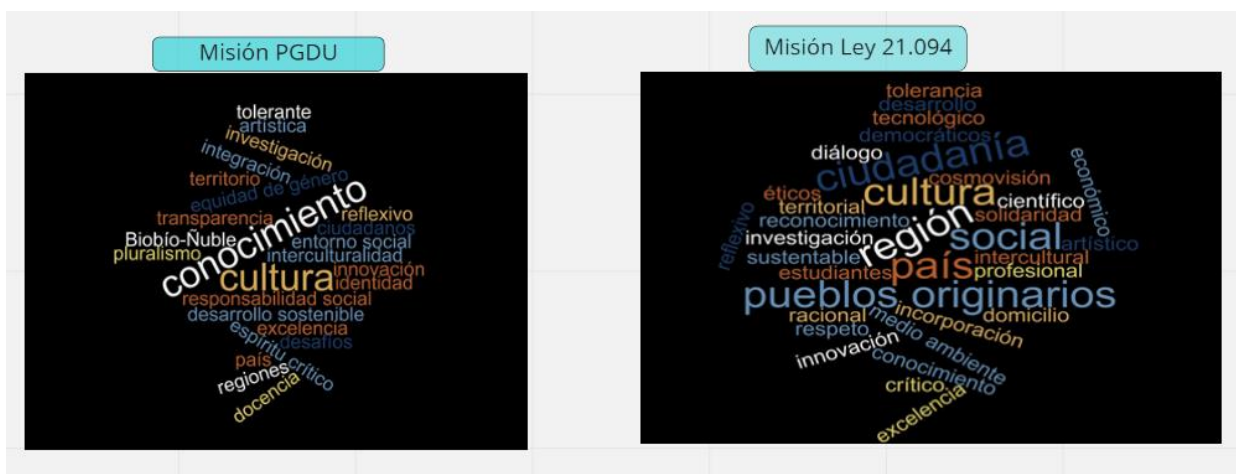 Misión PGDU
tolerante
artística
investigación
integración
territorio
equidad de género
transparencia
conocimiento
reflexivo
ciudadanos
Biobío-Ñuble
entorno social
pluralismo
interculturalidad
cultura
innovación
identidad
responsabilidad social
desarrollo sostenible
excelencia
espíritu crítico
desafíos
país
regiones
docencia
Misión Ley 21.094
tolerancia
desarrollo
tecnológico
democráticos
diálogo
ciudadanía
económico
cosmovisión
éticos
cultura
científico
territorial
región
solidaridad
reconocimiento
reflexivo
investigación
social
artístico
sustentable
país
intercultural
estudiantes
profesional
pueblos originarios
racional
incorporación
domicilio
respeto
medio ambiente
innovación
conocimiento
crítico
excelencia